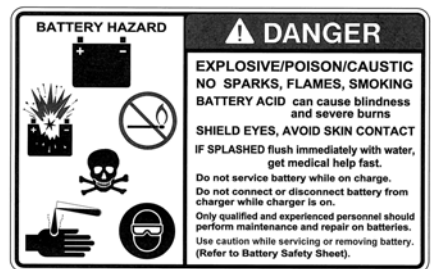 BATTERY HAZARD
DANGER
EXPLOSIVE/POISON/CAUSTIC
NO SPARKS, FLAMES, SMOKING
BATTERY ACID can cause blindness
and severe burns
SHIELD EYES, AVOID SKIN CONTACT
IF SPLASHED flush immediately with water,
get medical help fast.
Do not service battery while on charge.
Do not connect or disconnect battery from
charger while charger is on.
Only qualified and experienced personnel should
perform maintenance and repair on batteries.
Use caution while servicing or removing battery.
(Refer to Battery Safety Sheet).